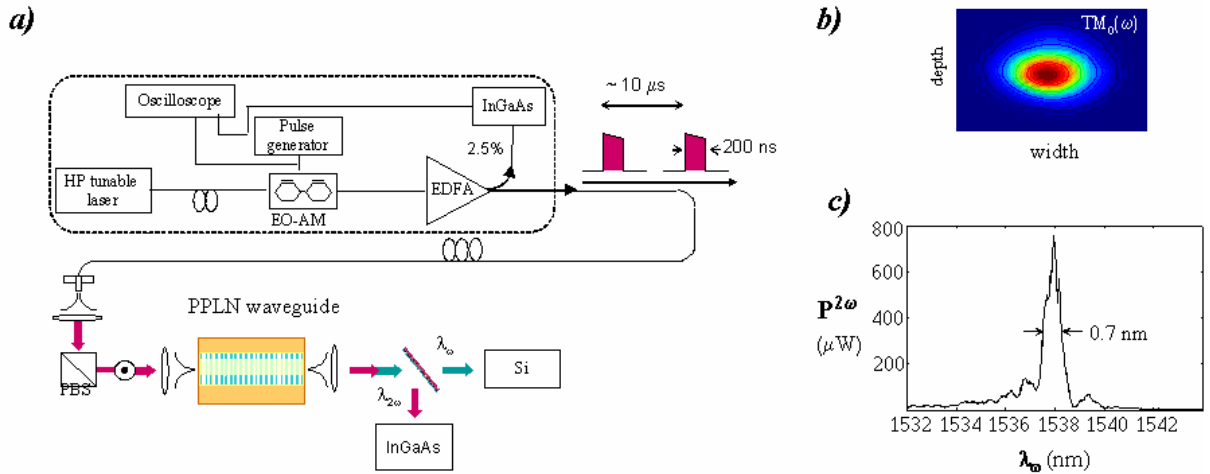 a)
Oscilloscope
InGaAs
Pulse
generator
2.5%
HP tunable
laser
EO-AM
EDFA
~ 10 μs
200 ns
PPLN waveguide
PBS
λω
Si
λ2ω
InGaAs
b)
TM0(ω)
depth
width
c)
800
600
400
200
P2ω
(μW)
0.7 nm
1532 1534 1536 1538 1540 1542
λω (nm)